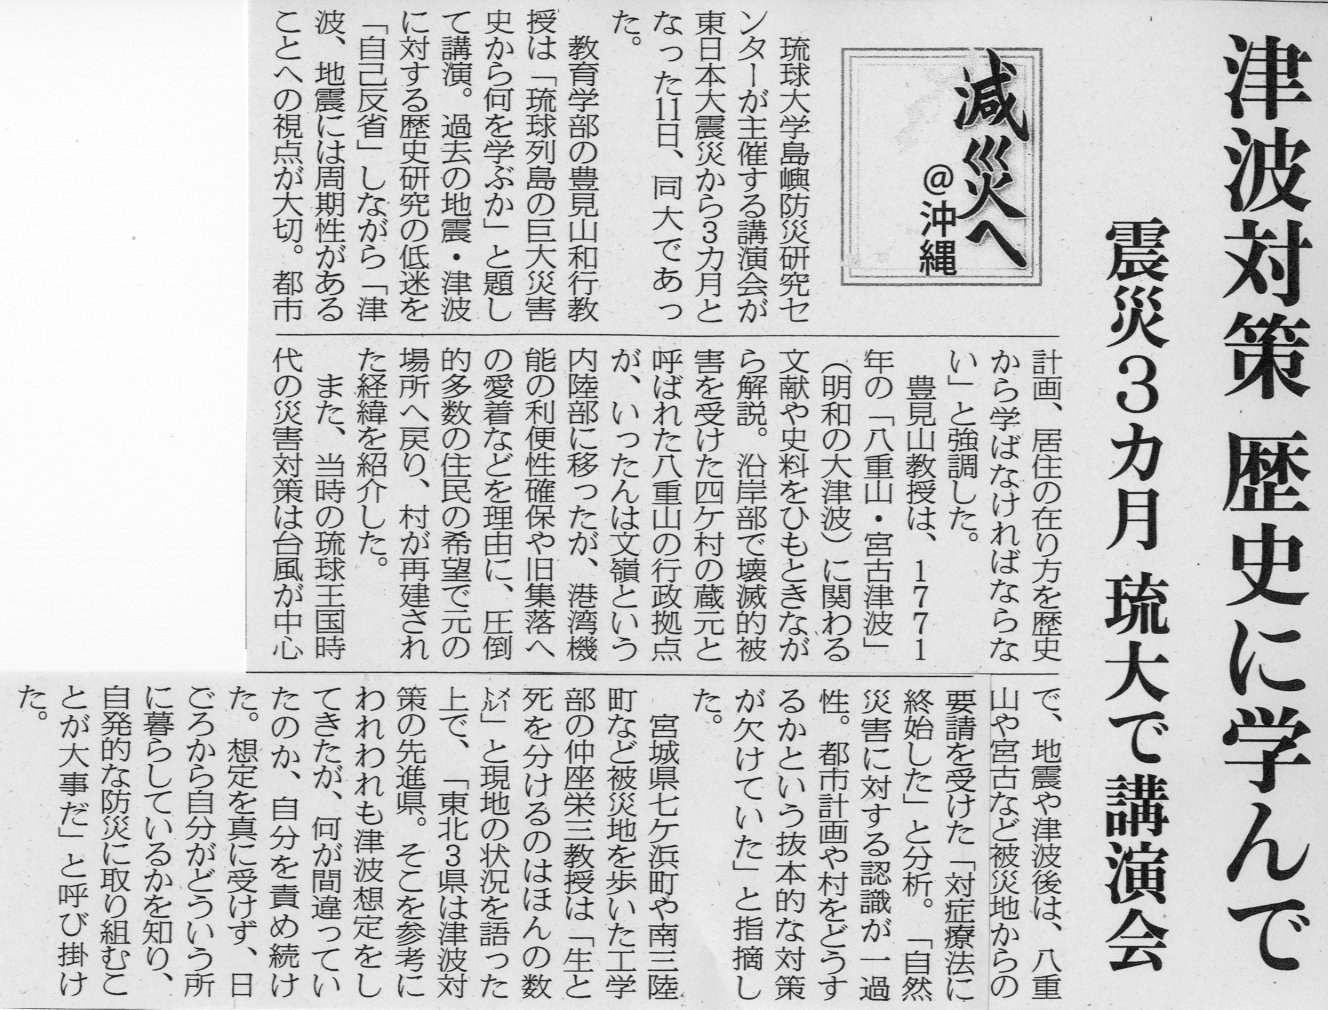 津波対策 歴史に学んで
震災3カ月 琉大で講演会
減災へ
@沖縄
琉球大学島嶼防災研究セ
ンターが主催する講演会が
東日本大震災から3カ月と
なった11日、同大であっ
た。
教育学部の豊見山和行教
授は「琉球列島の巨大災害
史から何を学ぶか」と題し
て講演。過去の地震・津波
に対する歴史研究の低迷を
「自己反省」しながら「津
波、地震には周期性がある
ことへの視点が大切。都市
計画、居住の在り方を歴史
から学ばなければならな
い」と強調した。
豊見山教授は、1771
年の「八重山・宮古津波」
(明和の大津波)に関わる
文献や史料をひもときなが
ら解説。沿岸部で壊滅的被
害を受けた四ケ村の蔵元と
呼ばれた八重山の行政拠点
が、いったんは文嶺という
内陸部に移ったが、港湾機
能の利便性確保や旧集落へ
の愛着などを理由に、圧倒
的多数の住民の希望で元の
場所へ戻り、村が再建され
た経緯を紹介した。
また、当時の琉球王国時
代の災害対策は台風が中心
で、地震や津波後は、八重
山や宮古など被災地からの
要請を受けた「対症療法に
終始した」と分析。「自然
災害に対する認識が一過
性。都市計画や村をどうす
るかという抜本的な対策
が欠けていた」と指摘し
た。
宮城県七ケ浜町や南三陸
町など被災地を歩いた工学
部の仲座栄三教授は「生と
死を分けるのはほんの数
メートル」と現地の状況を語った
上で、「東北3県は津波対
策の先進県。そこを参考に
われわれも津波想定をし
てきたが、何が間違ってい
たのか、自分を責め続け
た。想定を真に受けず、日
ごろから自分がどういう所
に暮らしているかを知り、
自発的な防災に取り組むこ
とが大事だ」と呼び掛け
た。